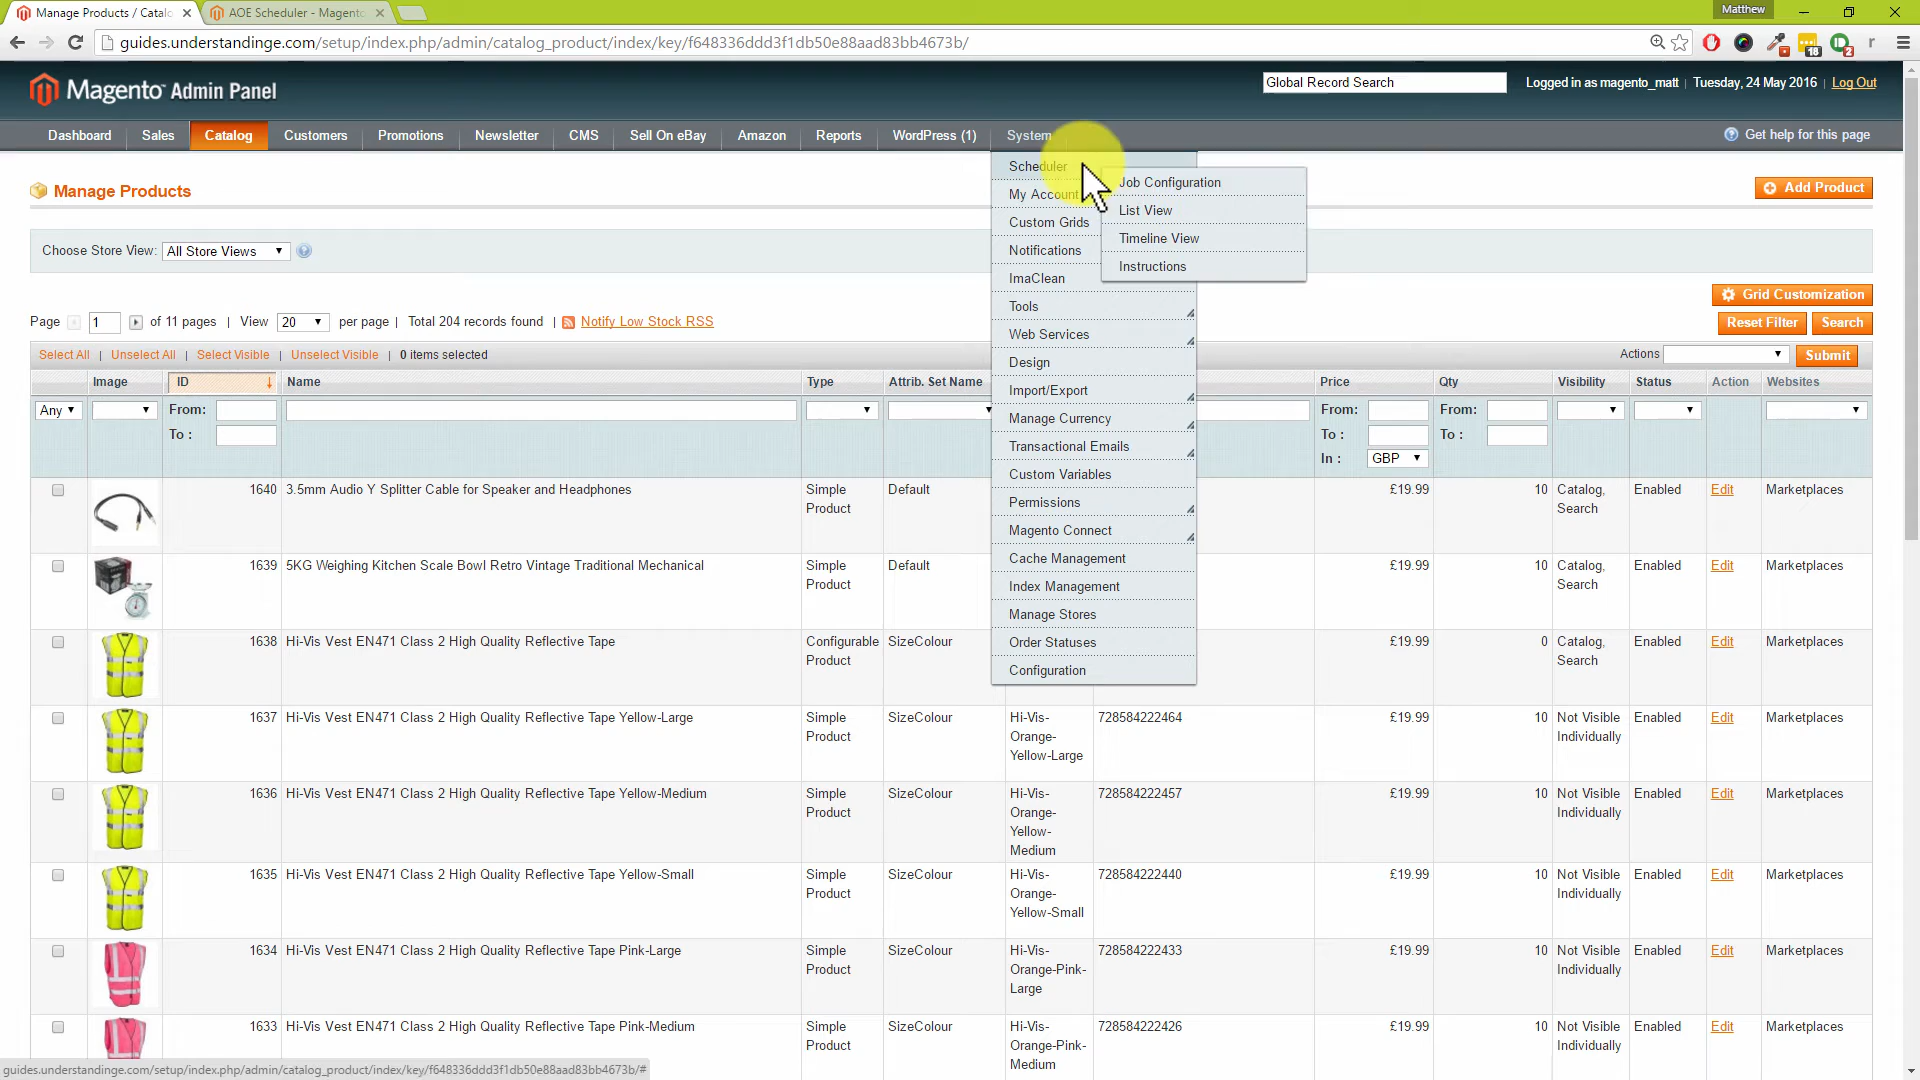 Manage Products / Catalo
AOE Scheduler - Magento
Matthew
guides.understandinge.com/setup/index.php/admin/catalog_product/index/key/f648336ddd3f1db50e88aad83bb4673b/
18
2
r
Magento Admin Panel
Global Record Search
Logged in as magento_matt | Tuesday, 24 May 2016 | Log Out
Dashboard Sales Catalog Customers Promotions Newsletter CMS Sell On eBay Amazon Reports WordPress (1) System
Get help for this page
Scheduler
My Account
Custom Grids
Notifications
ImaClean
Tools
Web Services
Design
Import/Export
Manage Currency
Transactional Emails
Custom Variables
Permissions
Magento Connect
Cache Management
Index Management
Manage Stores
Order Statuses
Configuration
Job Configuration
List View
Timeline View
Instructions
Manage Products
Add Product
Choose Store View: All Store Views
Grid Customization
Page 1 of 11 pages | View 20 per page | Total 204 records found | Notify Low Stock RSS
Reset Filter Search
Select All | Unselect All | Select Visible | Unselect Visible | 0 items selected
Actions Submit
Image ID Name Type Attrib. Set Name Price Qty Visibility Status Action Websites
Any From: From: From:
To : To : To :
In : GBP
1640 3.5mm Audio Y Splitter Cable for Speaker and Headphones Simple Product Default £19.99 10 Catalog, Search Enabled Edit Marketplaces
1639 5KG Weighing Kitchen Scale Bowl Retro Vintage Traditional Mechanical Simple Product Default £19.99 10 Catalog, Search Enabled Edit Marketplaces
1638 Hi-Vis Vest EN471 Class 2 High Quality Reflective Tape Configurable Product SizeColour £19.99 0 Catalog, Search Enabled Edit Marketplaces
1637 Hi-Vis Vest EN471 Class 2 High Quality Reflective Tape Yellow-Large Simple Product SizeColour Hi-Vis-Orange-Yellow-Large 728584222464 £19.99 10 Not Visible Individually Enabled Edit Marketplaces
1636 Hi-Vis Vest EN471 Class 2 High Quality Reflective Tape Yellow-Medium Simple Product SizeColour Hi-Vis-Orange-Yellow-Medium 728584222457 £19.99 10 Not Visible Individually Enabled Edit Marketplaces
1635 Hi-Vis Vest EN471 Class 2 High Quality Reflective Tape Yellow-Small Simple Product SizeColour Hi-Vis-Orange-Yellow-Small 728584222440 £19.99 10 Not Visible Individually Enabled Edit Marketplaces
1634 Hi-Vis Vest EN471 Class 2 High Quality Reflective Tape Pink-Large Simple Product SizeColour Hi-Vis-Orange-Pink-Large 728584222433 £19.99 10 Not Visible Individually Enabled Edit Marketplaces
1633 Hi-Vis Vest EN471 Class 2 High Quality Reflective Tape Pink-Medium Simple Product SizeColour Hi-Vis-Orange-Pink-Medium 728584222426 £19.99 10 Not Visible Individually Enabled Edit Marketplaces
guides.understandinge.com/setup/index.php/admin/catalog_product/index/key/f648336ddd3f1db50e88aad83bb4673b/#